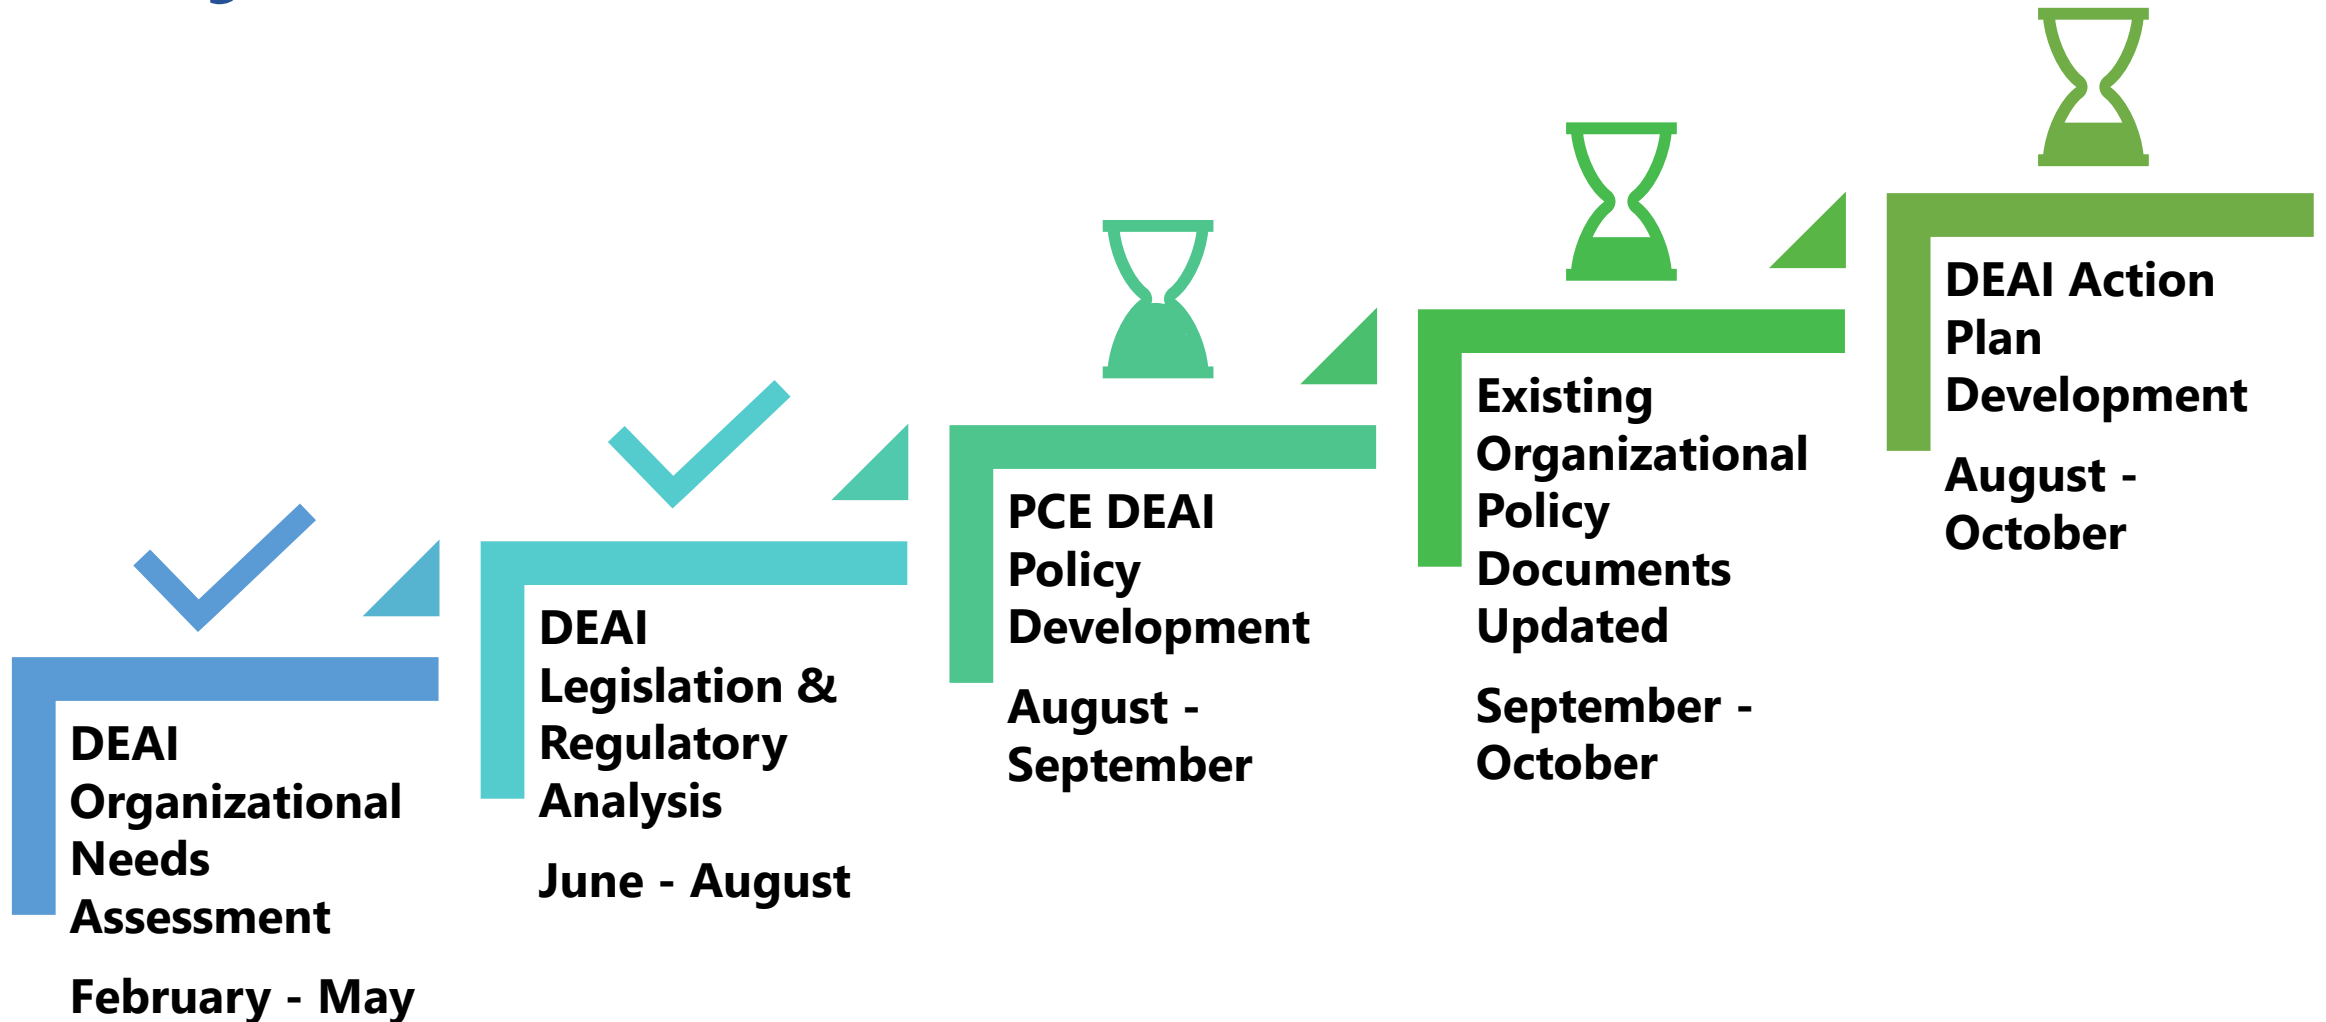 DEAI
Organizational
Needs
Assessment
February - May
DEAI
Legislation &
Regulatory
Analysis
June - August
PCE DEAI
Policy
Development
August -
September
Existing
Organizational
Policy
Documents
Updated
September -
October
DEAI Action
Plan
Development
August -
October